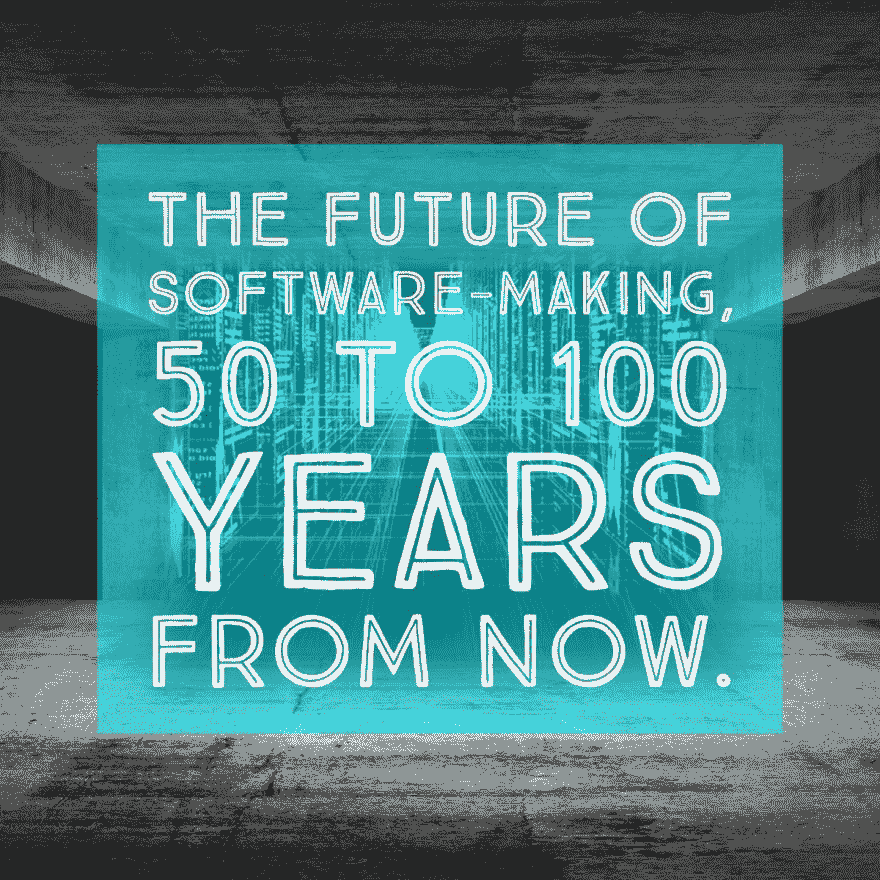 THE FUTURE OF
SOFTWARE-MAKING,
50 TO 100
YEARS
FROM NOW.